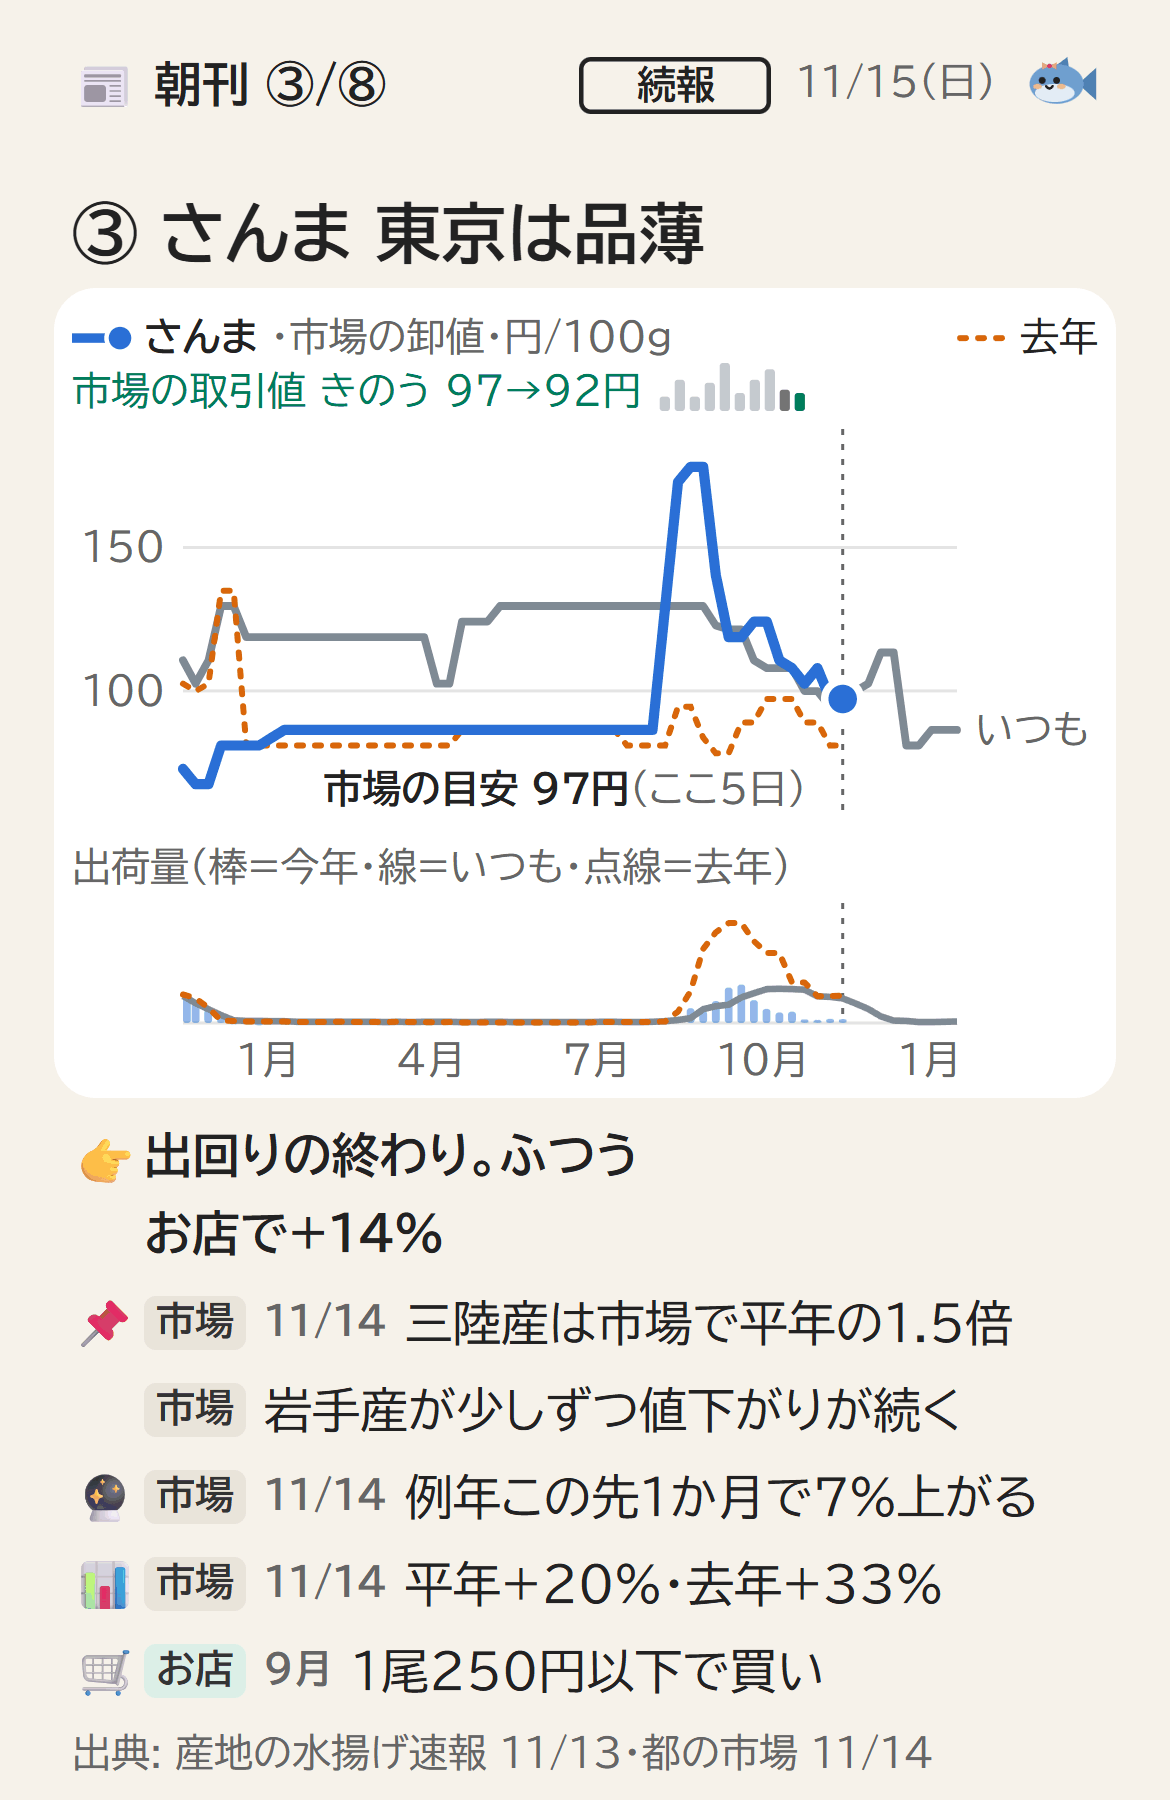 朝刊 ③/⑧ 続報 11/15(日)
③ さんま 東京は品薄
さんま ・市場の卸値・円/100g 去年
市場の取引値 きのう 97→92円
150
100
いつも
市場の目安 97円(ここ5日)
出荷量(棒=今年・線=いつも・点線=去年)
1月 4月 7月 10月 1月
出回りの終わり。ふつう
お店で+14%
市場 11/14 三陸産は市場で平年の1.5倍
市場 岩手産が少しずつ値下がりが続く
市場 11/14 例年この先1か月で7%上がる
市場 11/14 平年+20%・去年+33%
お店 9月 1尾250円以下で買い
出典: 産地の水揚げ速報 11/13・都の市場 11/14